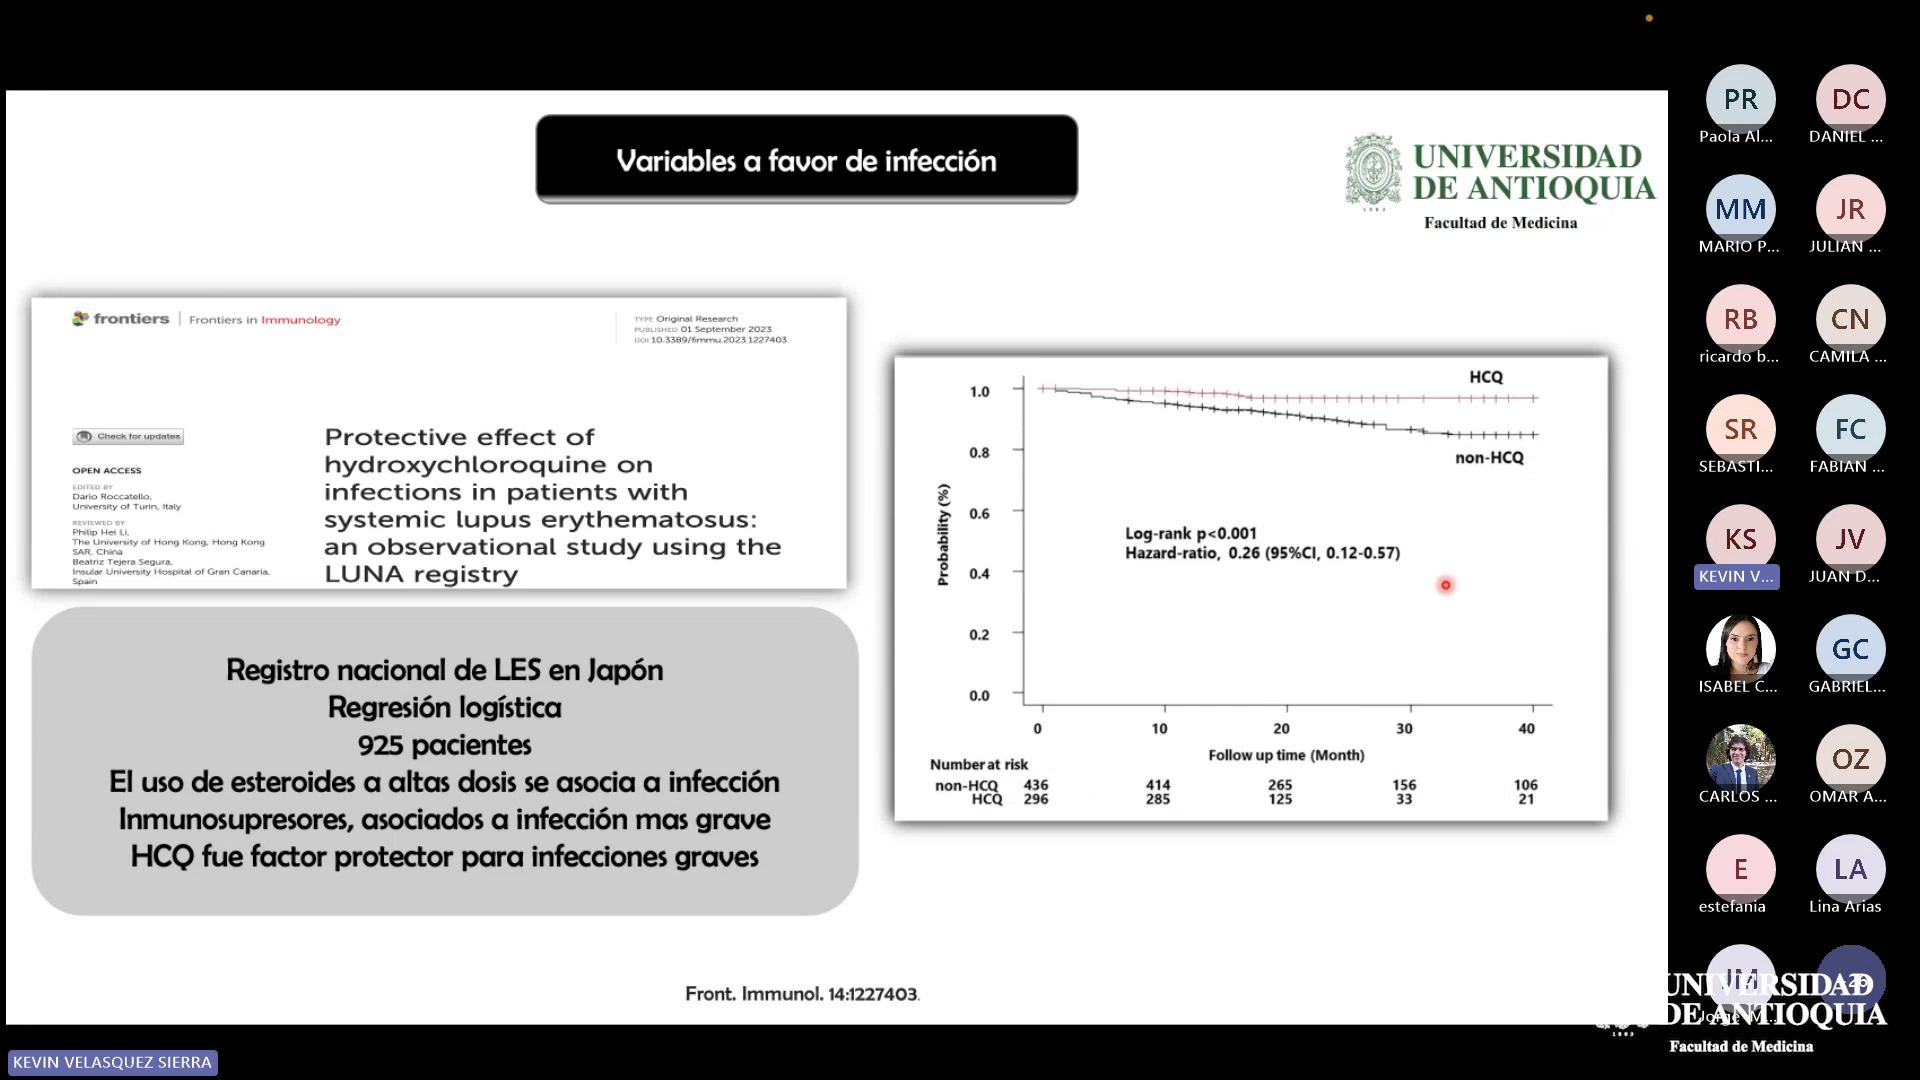 Variables a favor de infección
UNIVERSIDAD
DE ANTIOQUIA
1803
Facultad de Medicina
frontiers | Frontiers in Immunology
TYPE Original Research
PUBLISHED 01 September 2023
DOI 10.3389/fimmu.2023.1227403
Check for updates
OPEN ACCESS
EDITED BY
Dario Roccatello,
University of Turin, Italy
REVIEWED BY
Philip Hei Li,
The University of Hong Kong, Hong Kong
SAR, China
Beatriz Tejera Segura,
Insular University Hospital of Gran Canaria,
Spain
Protective effect of
hydroxychloroquine on
infections in patients with
systemic lupus erythematosus:
an observational study using the
LUNA registry
Registro nacional de LES en Japón
Regresión logística
925 pacientes
El uso de esteroides a altas dosis se asocia a infección
Inmunosupresores, asociados a infección mas grave
HCQ fue factor protector para infecciones graves
HCQ
non-HCQ
Probability (%)
1.0
0.8
0.6
0.4
0.2
0.0
Log-rank p<0.001
Hazard-ratio, 0.26 (95%CI, 0.12-0.57)
0 10 20 30 40
Follow up time (Month)
Number at risk
non-HCQ 436 414 265 156 106
HCQ 296 285 125 33 21
Front. Immunol. 14:1227403.
KEVIN VELASQUEZ SIERRA
PR DC
Paola Al... DANIEL ...
MM JR
MARIO P... JULIAN ...
RB CN
ricardo b... CAMILA ...
SR FC
SEBASTI... FABIAN ...
KS JV
KEVIN V... JUAN D...
GC
ISABEL C... GABRIEL...
OZ
CARLOS ... OMAR A...
E LA
estefania Lina Arias
JM
UNIVERSIDAD
DE ANTIOQUIA
1803
Facultad de Medicina